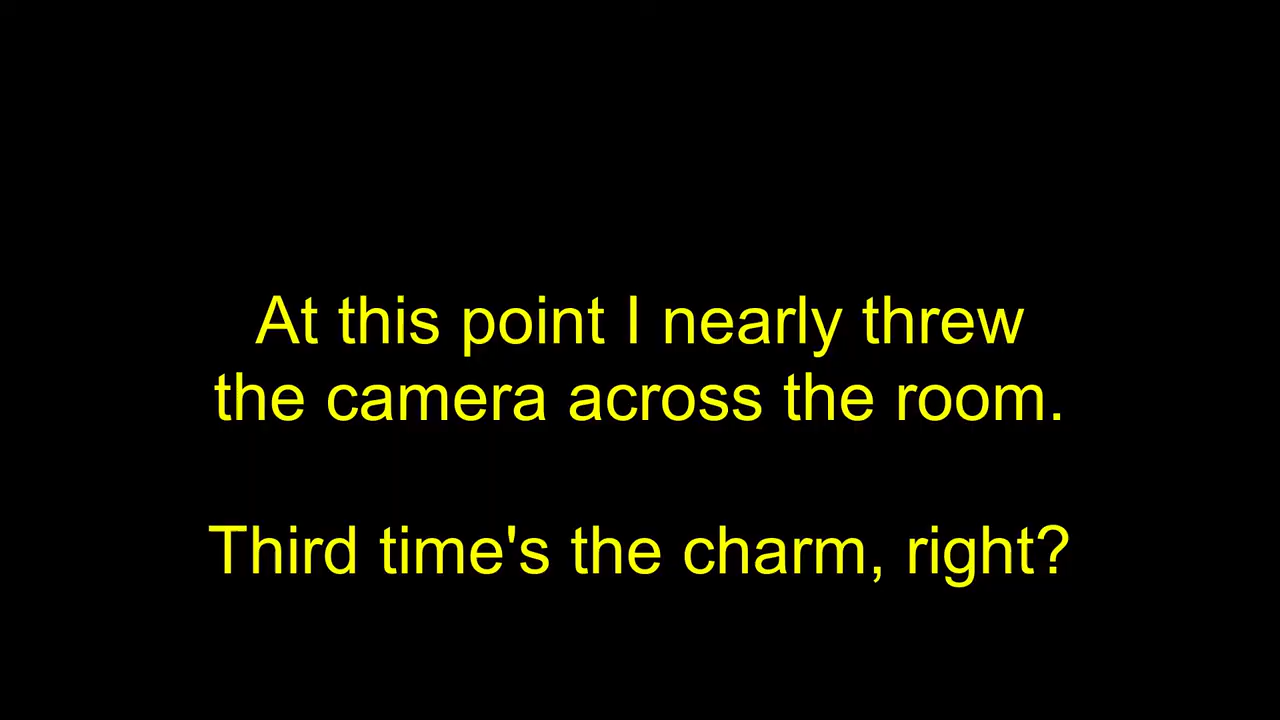 At this point I nearly threw
the camera across the room.
Third time's the charm, right?